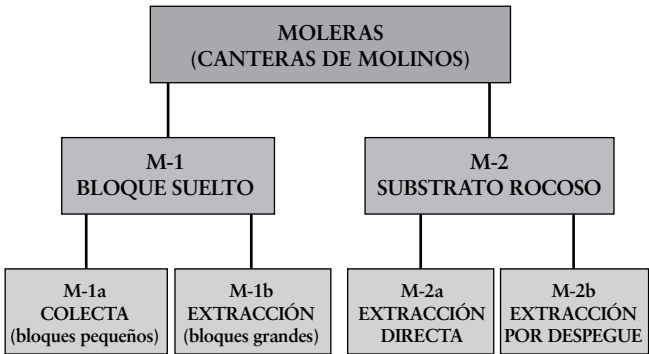 MOLERAS
(CANTERAS DE MOLINOS)
M-1
BLOQUE SUELTO
M-2
SUBSTRATO ROCOSO
M-1a
COLECTA
(bloques pequeños)
M-1b
EXTRACCIÓN
(bloques grandes)
M-2a
EXTRACCIÓN
DIRECTA
M-2b
EXTRACCIÓN
POR DESPEGUE